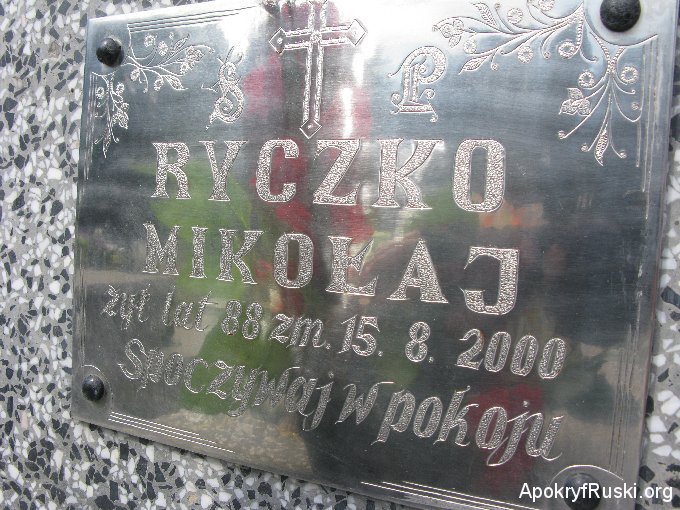 Ś P
RYCZKO
MIKOŁAJ
żył lat 88 zm. 15. 8. 2000
Spoczywaj w pokoju
ApokryfRuski.org